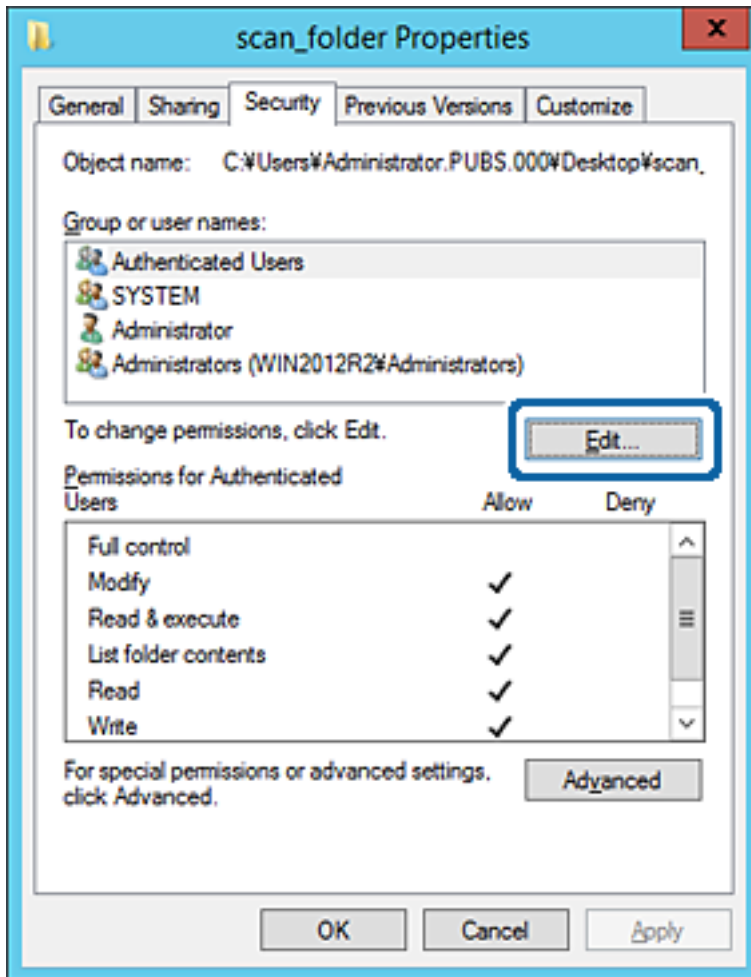 scan_folder Properties
x
General Sharing Security Previous Versions Customize
Object name: C:¥Users¥Administrator.PUBS.000¥Desktop¥scan_
Group or user names:
Authenticated Users
SYSTEM
Administrator
Administrators (WIN2012R2¥Administrators)
To change permissions, click Edit.
Edit...
Permissions for Authenticated
Users Allow Deny
Full control
Modify
Read & execute
List folder contents
Read
Write
For special permissions or advanced settings,
click Advanced.
Advanced
OK Cancel Apply